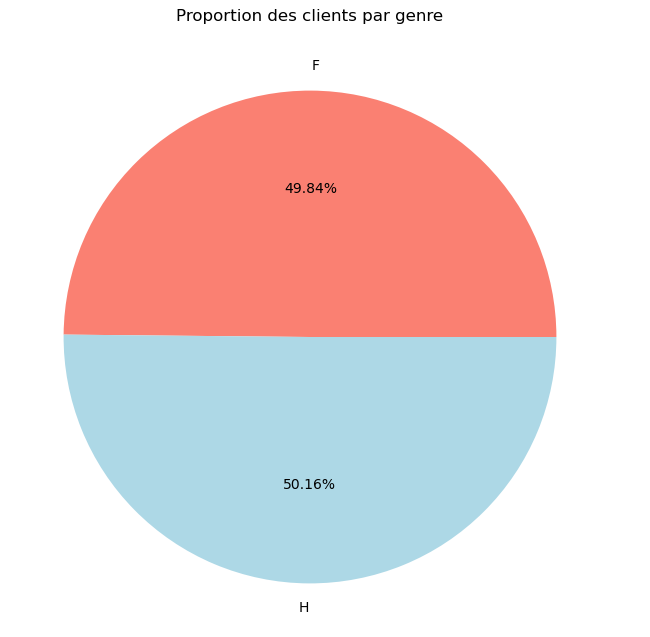 Proportion des clients par genre
F
49.84%
50.16%
H